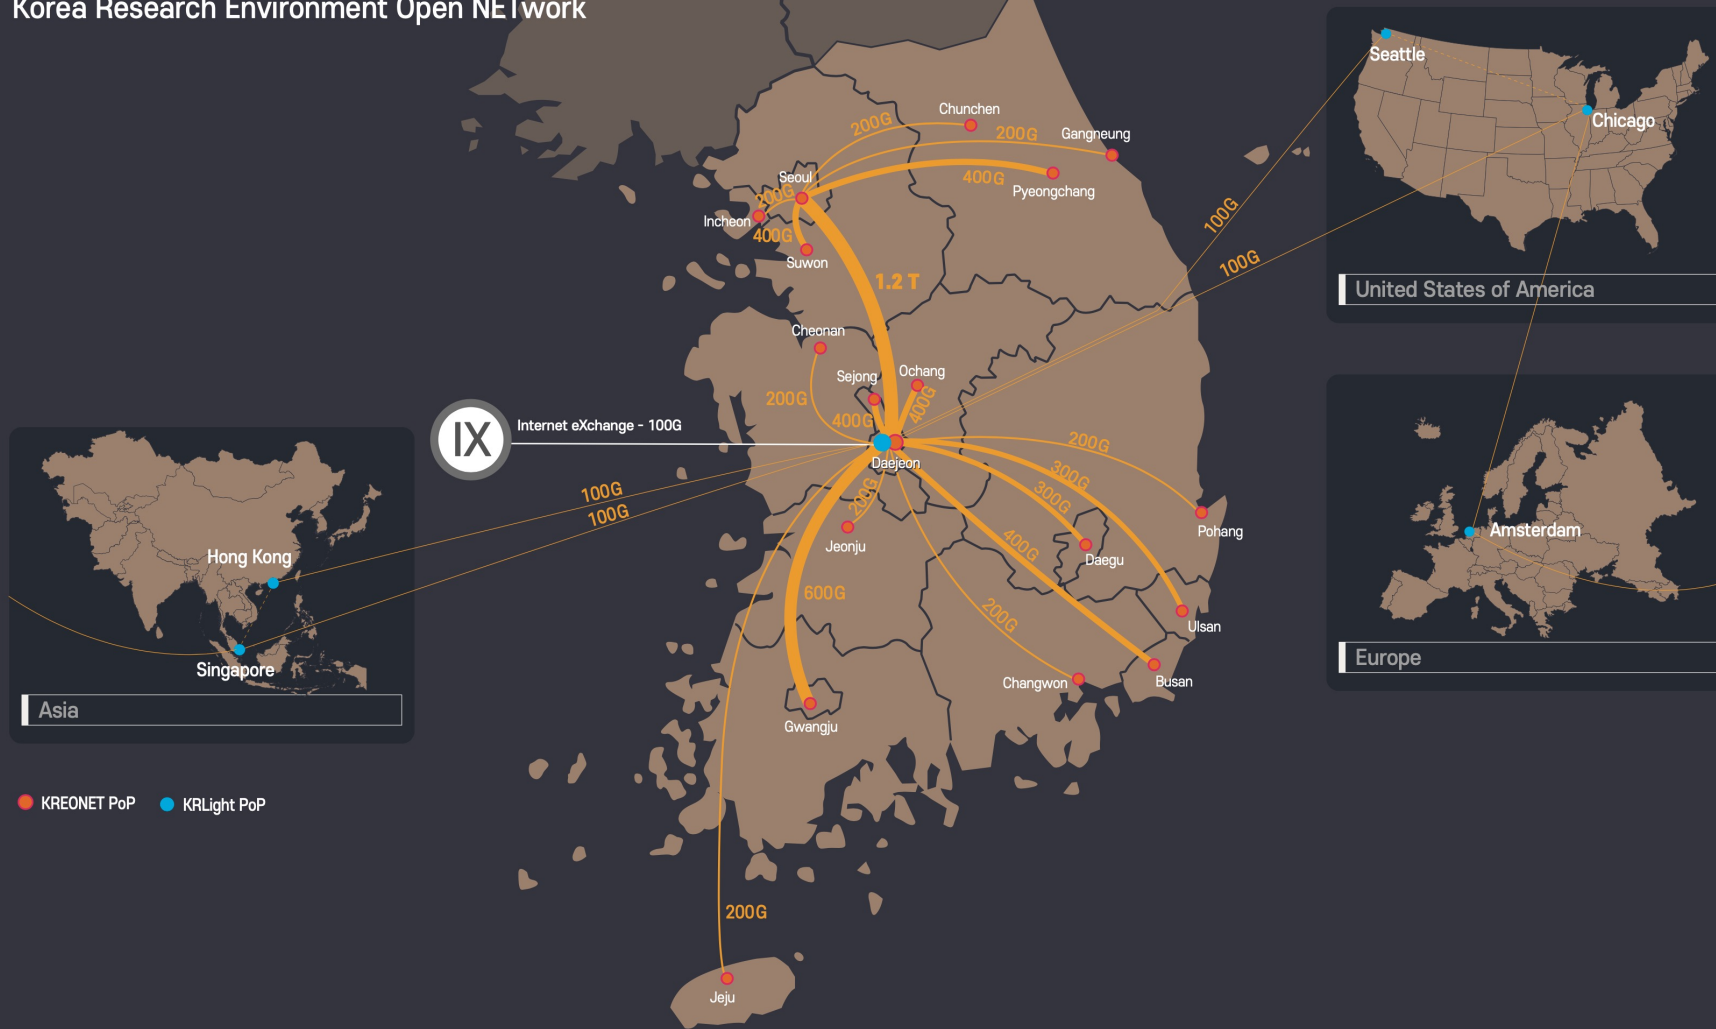 Korea Research Environment Open NETwork
Seattle
Chicago
United States of America
Chunchen
200G
200G
Gangneung
400G
Pyeongchang
Seoul
200G
Incheon
400G
Suwon
1.2 T
100G
100G
Cheonan
Sejong
Ochang
200G
400G
400G
IX
Internet eXchange - 100G
Daejeon
200G
300G
300G
Pohang
100G
100G
200G
Jeonju
400G
Daegu
Hong Kong
Singapore
Asia
Amsterdam
Europe
600G
200G
Ulsan
Changwon
Busan
Gwangju
KREONET PoP
KRLight PoP
200G
Jeju